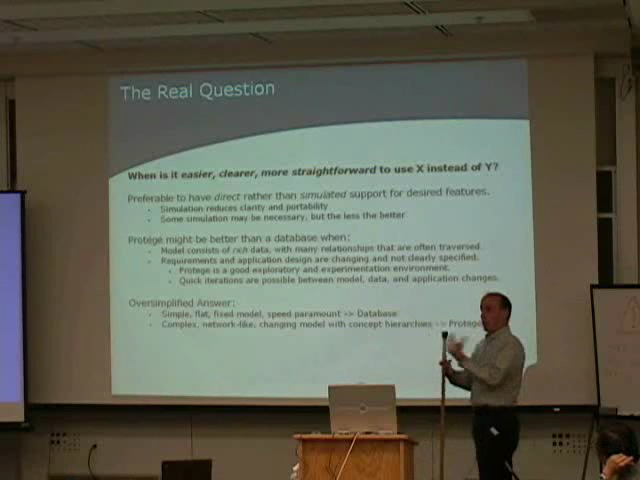 The Real Question
When is it easier, clearer, more straightforward to use X instead of Y?
Preferable to have direct rather than simulated support for desired features.
- Simulation reduces clarity and portability
- Some simulation may be necessary, but the less the better
Protégé might be better than a database when:
- Model consists of rich data, with many relationships that are often traversed.
- Requirements and application design are changing and not clearly specified.
- Protege is a good exploratory and experimentation environment.
- Quick iterations are possible between model, data, and application changes.
Oversimplified Answer:
- Simple, flat, fixed model, speed paramount -> Database
- Complex, network-like, changing model with concept hierarchies -> Protege